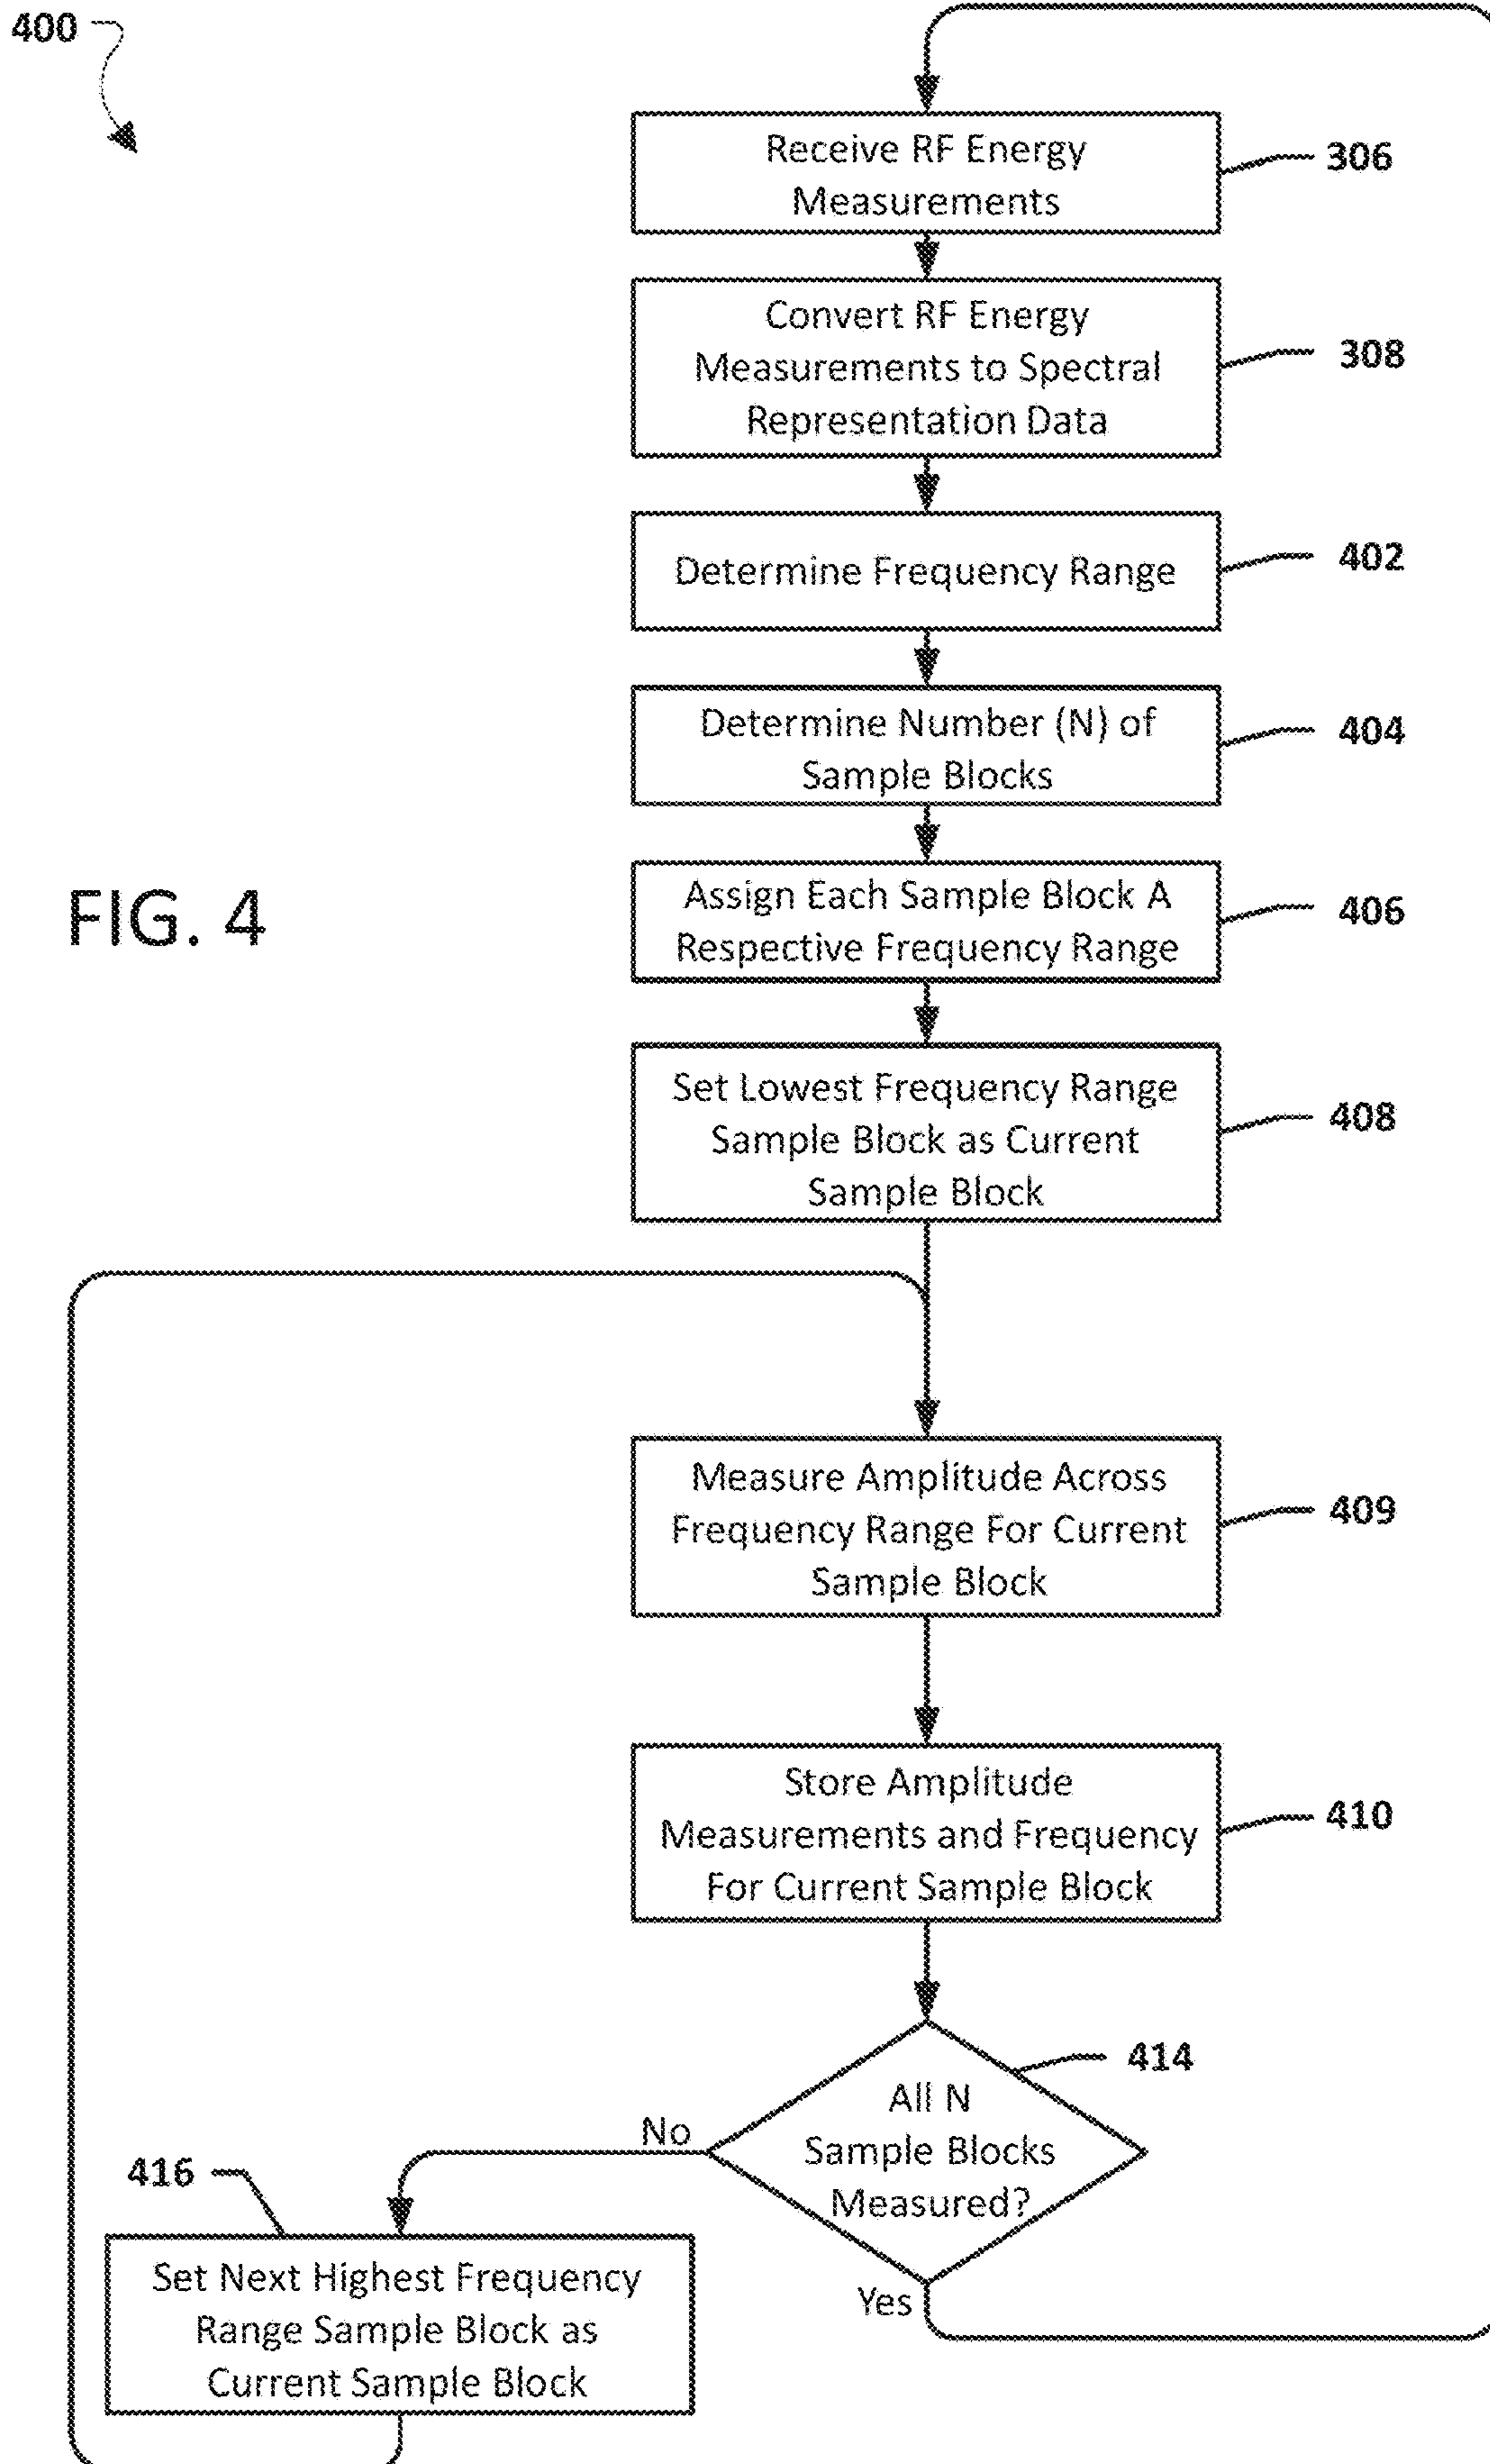 400
Receive RF Energy
Measurements
306
Convert RF Energy
Measurements to Spectral
Representation Data
308
Determine Frequency Range
402
Determine Number (N) of
Sample Blocks
404
FIG. 4
Assign Each Sample Block A
Respective Frequency Range
406
Set Lowest Frequency Range
Sample Block as Current
Sample Block
408
Measure Amplitude Across
Frequency Range For Current
Sample Block
409
Store Amplitude
Measurements and Frequency
For Current Sample Block
410
All N
Sample Blocks
Measured?
414
No
Yes
416
Set Next Highest Frequency
Range Sample Block as
Current Sample Block